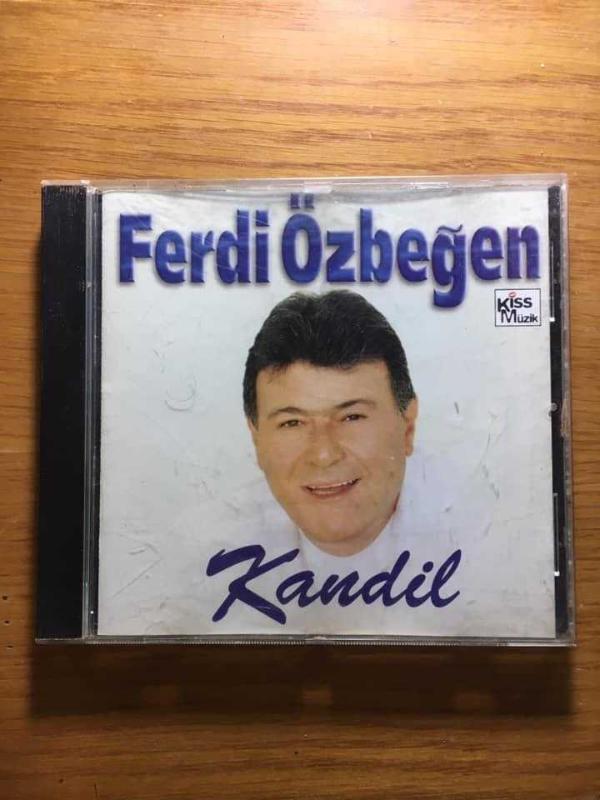 Ferdi Özbeğen
Kiss
Müzik
Kandil